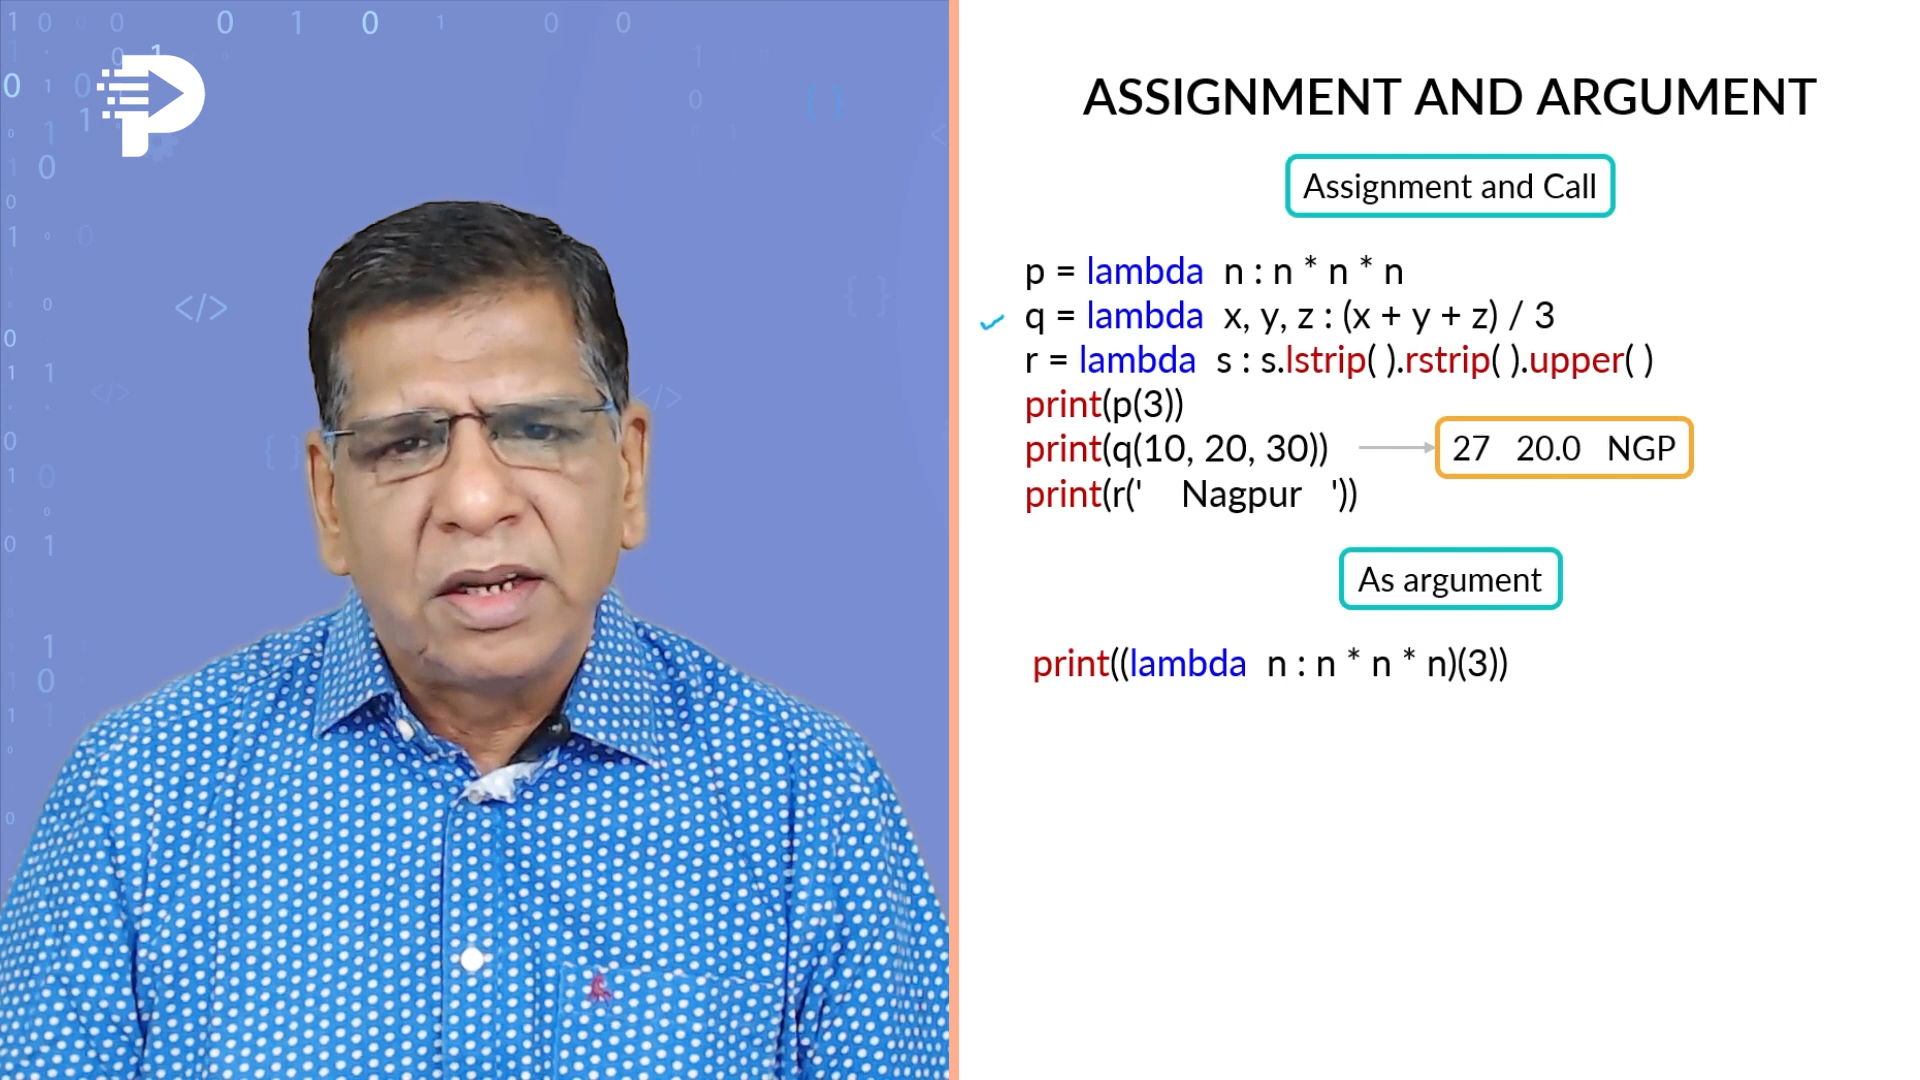 ASSIGNMENT AND ARGUMENT
Assignment and Call
p = lambda n : n * n * n
q = lambda x, y, z : (x + y + z) / 3
r = lambda s : s.lstrip( ).rstrip( ).upper( )
print(p(3))
print(q(10, 20, 30))
27 20.0 NGP
print(r(' Nagpur '))
As argument
print((lambda n : n * n * n)(3))